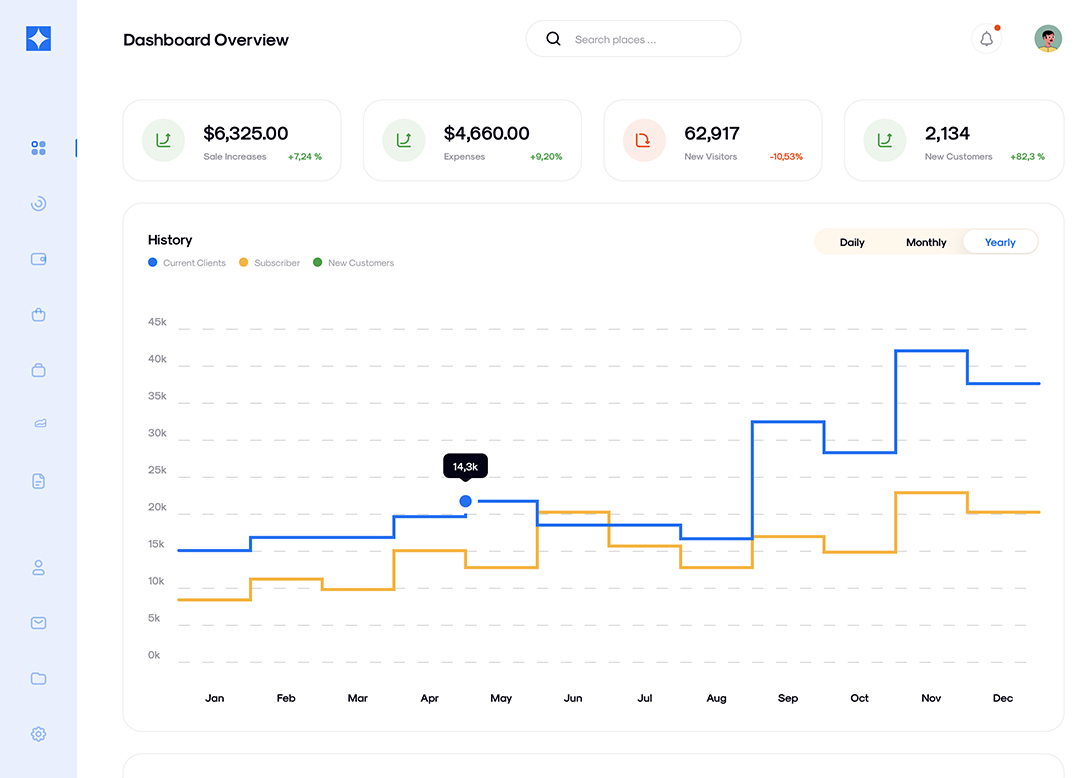 Dashboard Overview
Search places ...
$6,325.00
Sale Increases +7,24 %
$4,660.00
Expenses +9,20%
62,917
New Visitors -10,53%
2,134
New Customers +82,3 %
History
Daily Monthly Yearly
Current Clients Subscriber New Customers
45k
40k
35k
30k
25k
14,3k
20k
15k
10k
5k
0k
Jan Feb Mar Apr May Jun Jul Aug Sep Oct Nov Dec